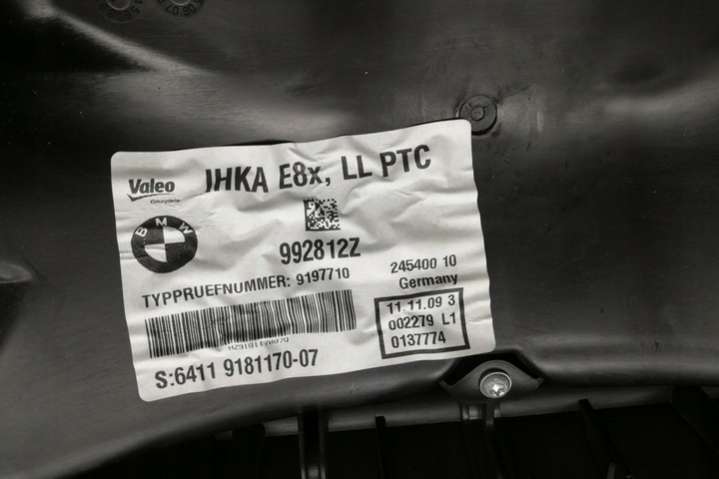 Valeo
IHKA E8x, LL PTC
BMW
992812Z
TYPPRUEFNUMMER: 9197710
245400 10
Germany
11.11.09 3
002279 L1
0137774
S:6411 9181170-07